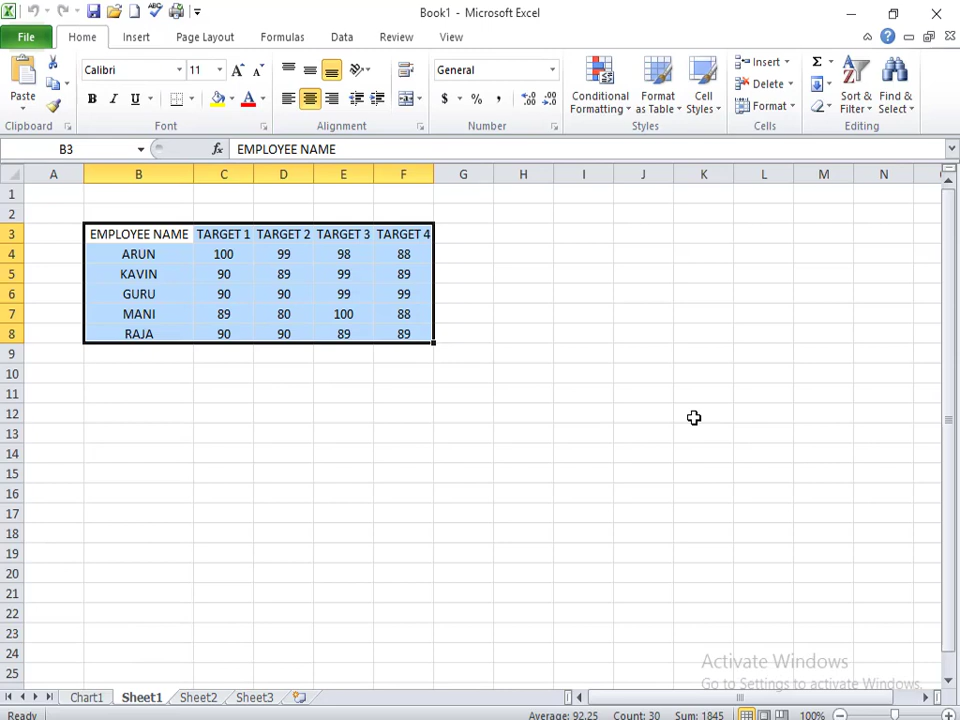 Book1 - Microsoft Excel
File Home Insert Page Layout Formulas Data Review View
Paste
Calibri 11
B I U
General
$ % ,
Conditional Formatting
Format as Table
Cell Styles
Insert
Delete
Format
Σ
Sort & Filter
Find & Select
Clipboard Font Alignment Number Styles Cells Editing
B3 fx EMPLOYEE NAME
A B C D E F G H I J K L M N
1
2
3 EMPLOYEE NAME TARGET 1 TARGET 2 TARGET 3 TARGET 4
4 ARUN 100 99 98 88
5 KAVIN 90 89 99 89
6 GURU 90 90 99 99
7 MANI 89 80 100 88
8 RAJA 90 90 89 89
9
10
11
12
13
14
15
16
17
18
19
20
21
22
23
24
25
Activate Windows
Go to Settings to activate Windows.
Chart1 Sheet1 Sheet2 Sheet3
Ready Average: 92.25 Count: 30 Sum: 1845 100%